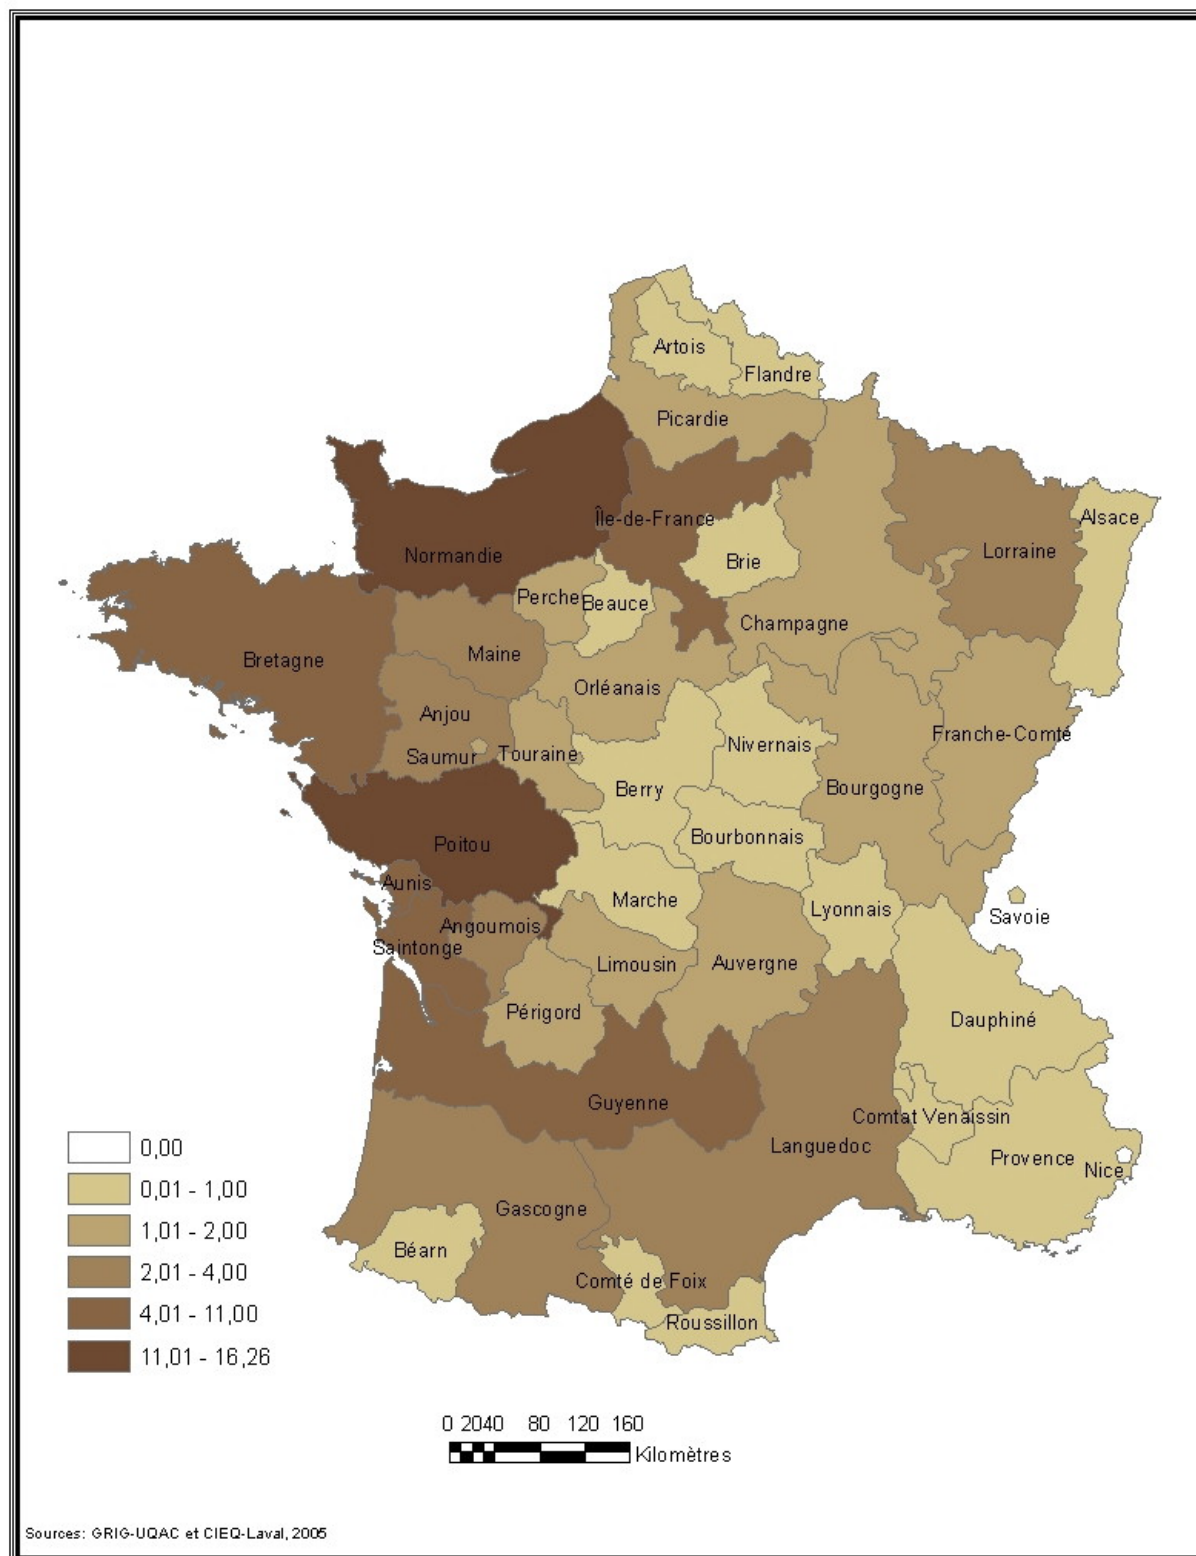 Artois
Flandre
Picardie
Île-de-France
Alsace
Normandie
Lorraine
Brie
Perche
Beauce
Champagne
Bretagne
Maine
Orléanais
Anjou
Franche-Comté
Nivernais
Saumur
Touraine
Berry
Bourgogne
Poitou
Bourbonnais
Aunis
Marche
Lyonnais
Savoie
Angoumois
Saintonge
Limousin
Auvergne
Périgord
Dauphiné
Guyenne
Comtat Venaissin
Languedoc
Provence
Nice
Gascogne
Béarn
Comté de Foix
Roussillon
0,00
0,01 - 1,00
1,01 - 2,00
2,01 - 4,00
4,01 - 11,00
11,01 - 16,26
0 2040 80 120 160
Kilomètres
Sources: GRIG-UQAC et CIEQ-Laval, 2005